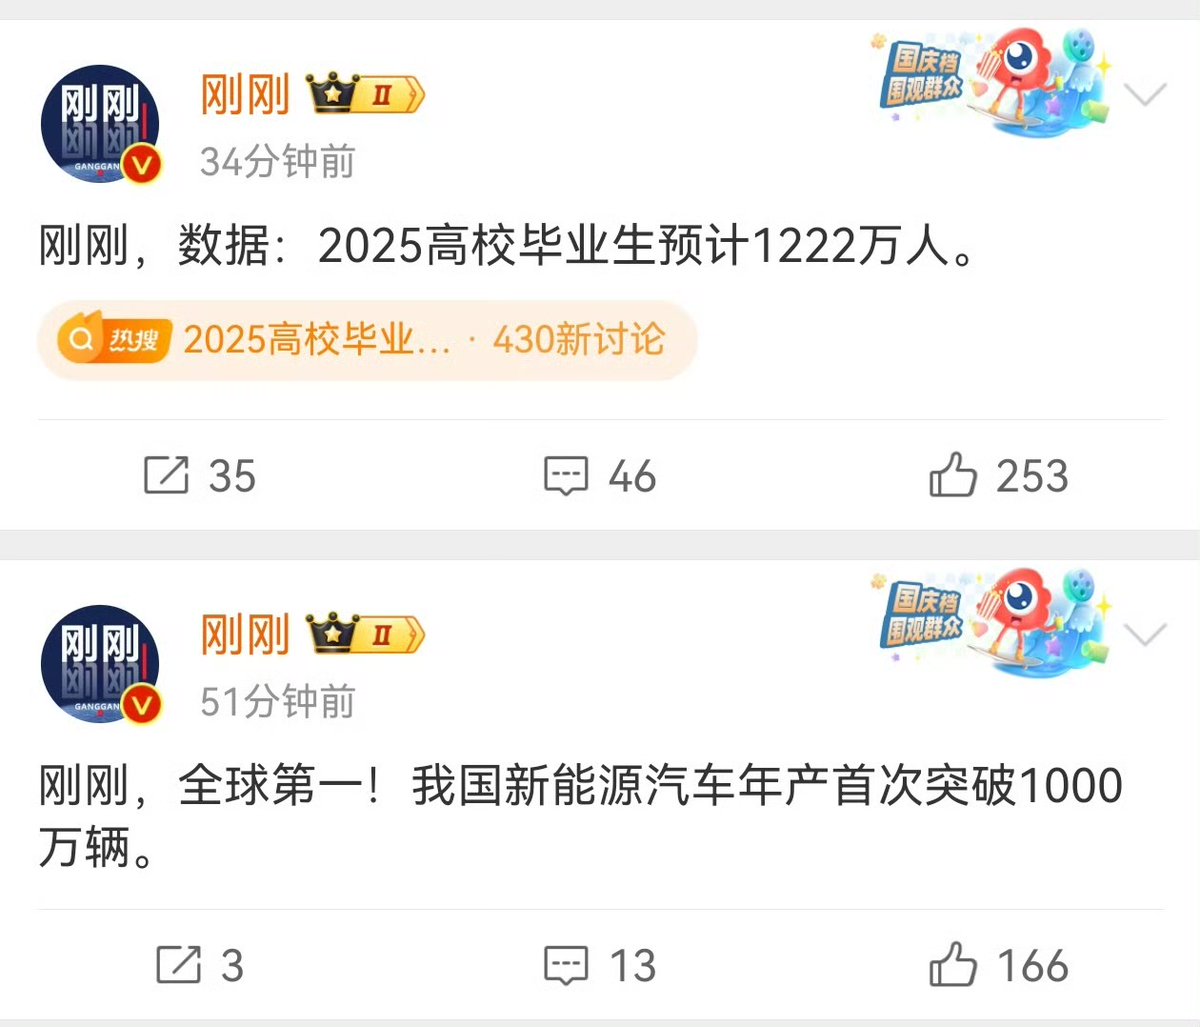 刚刚
刚刚
GANGGAN
刚刚
II
国庆档
围观群众
34分钟前
刚刚，数据：2025高校毕业生预计1222万人。
热搜 2025高校毕业... · 430新讨论
35
46
253
刚刚
刚刚
GANGGAN
刚刚
II
国庆档
围观群众
51分钟前
刚刚，全球第一！我国新能源汽车年产首次突破1000
万辆。
3
13
166